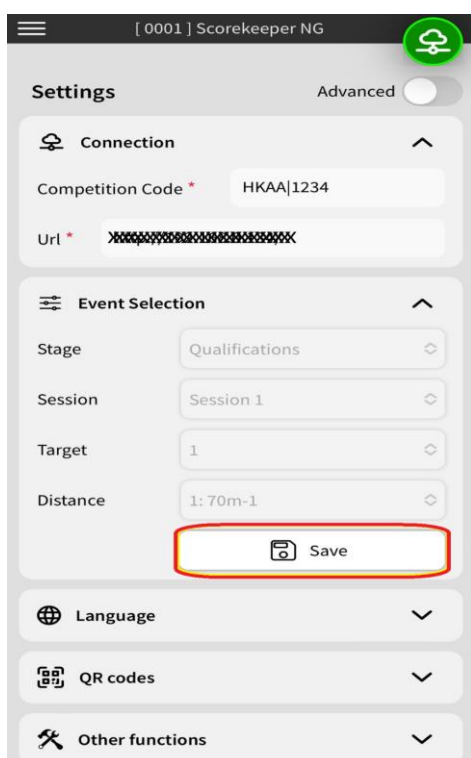 [ 0001 ] Scorekeeper NG
Settings Advanced
Connection
Competition Code * HKAA|1234
Url *
Event Selection
Stage Qualifications
Session Session 1
Target 1
Distance 1: 70m-1
Save
Language
QR codes
Other functions